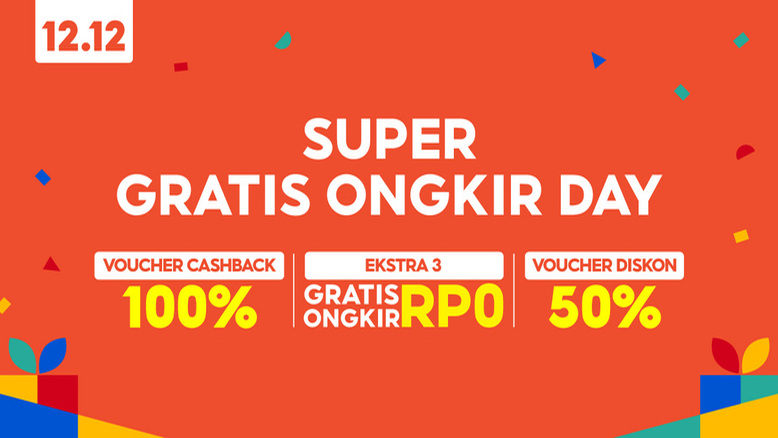 12.12
SUPER
GRATIS ONGKIR DAY
VOUCHER CASHBACK
100%
EKSTRA 3
GRATIS
ONGKIR RP0
VOUCHER DISKON
50%